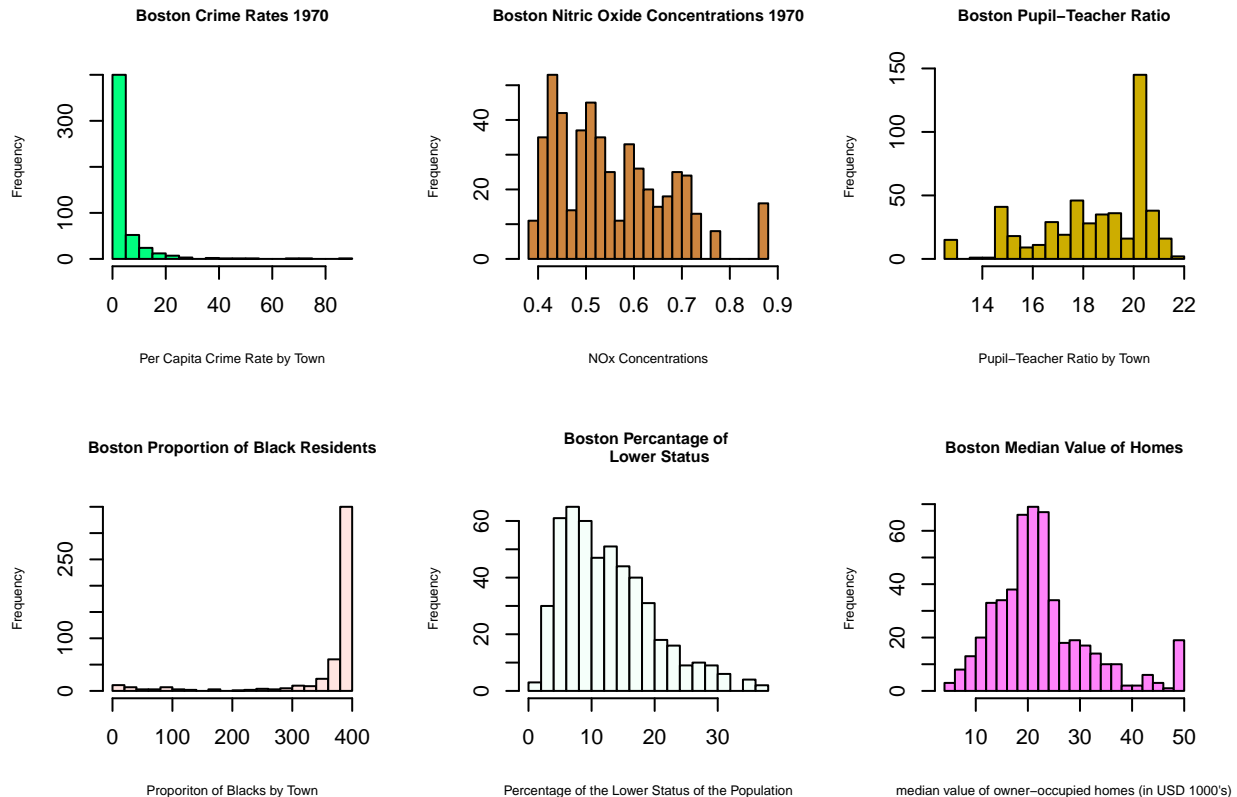 Boston Crime Rates 1970
Frequency
0
100
300
0 20 40 60 80
Per Capita Crime Rate by Town
Boston Nitric Oxide Concentrations 1970
Frequency
0
20
40
0.4 0.5 0.6 0.7 0.8 0.9
NOx Concentrations
Boston Pupil−Teacher Ratio
Frequency
0
50
100
150
14 16 18 20 22
Pupil−Teacher Ratio by Town
Boston Proportion of Black Residents
Frequency
0
100
250
0 100 200 300 400
Proporiton of Blacks by Town
Boston Percantage of
Lower Status
Frequency
0
20
40
60
0 10 20 30
Percentage of the Lower Status of the Population
Boston Median Value of Homes
Frequency
0
20
40
60
10 20 30 40 50
median value of owner−occupied homes (in USD 1000's)